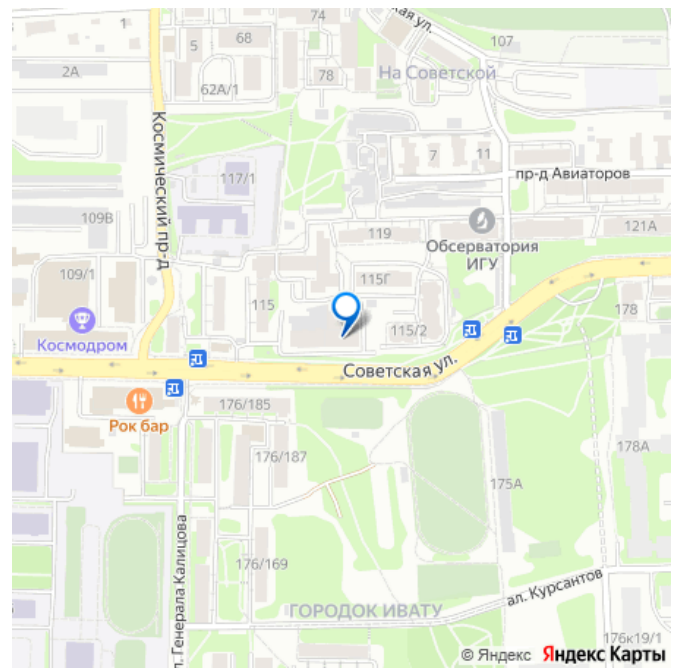 74
кая ул.
107
68
5
На Советской
78
2А
62А/1
Космический пр-д
7
11
117/1
пр-д Авиаторов
109В
119
121А
Обсерватория
ИГУ
109/1
115Г
115
178
115/2
Космодром
Советская ул.
Рок бар
176/185
178А
176/187
175А
л. Генерала Калицова
176/169
ал. Курсантов
ГОРОДОК ИВАТУ
176к19/1
© Яндекс Яндекс Карты